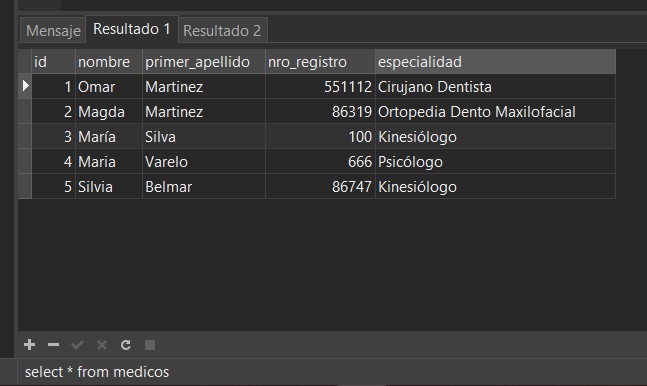 Mensaje Resultado 1 Resultado 2
id nombre primer_apellido nro_registro especialidad
1 Omar Martinez 551112 Cirujano Dentista
2 Magda Martinez 86319 Ortopedia Dento Maxilofacial
3 María Silva 100 Kinesiólogo
4 Maria Varelo 666 Psicólogo
5 Silvia Belmar 86747 Kinesiólogo
select * from medicos